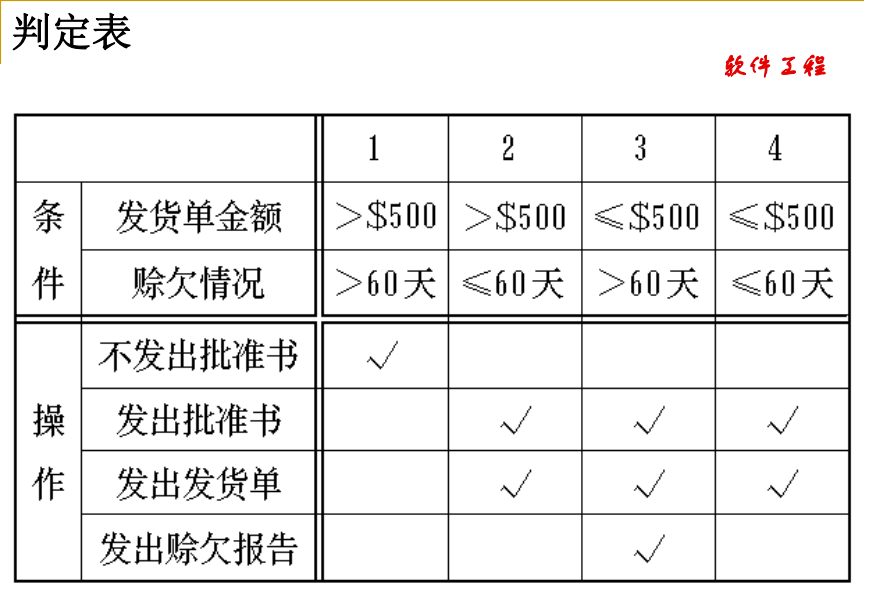 判定表
软件工程
1 2 3 4
条件 发货单金额 >$500 >$500 ≤$500 ≤$500
赊欠情况 >60天 ≤60天 >60天 ≤60天
操作 不发出批准书 √
发出批准书 √ √ √
发出发货单 √ √ √
发出赊欠报告 √